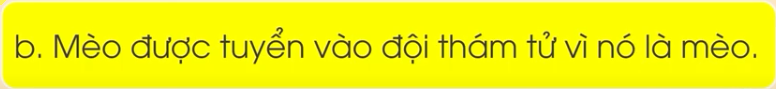 b. Mèo được tuyển vào đội thám tử vì nó là mèo.